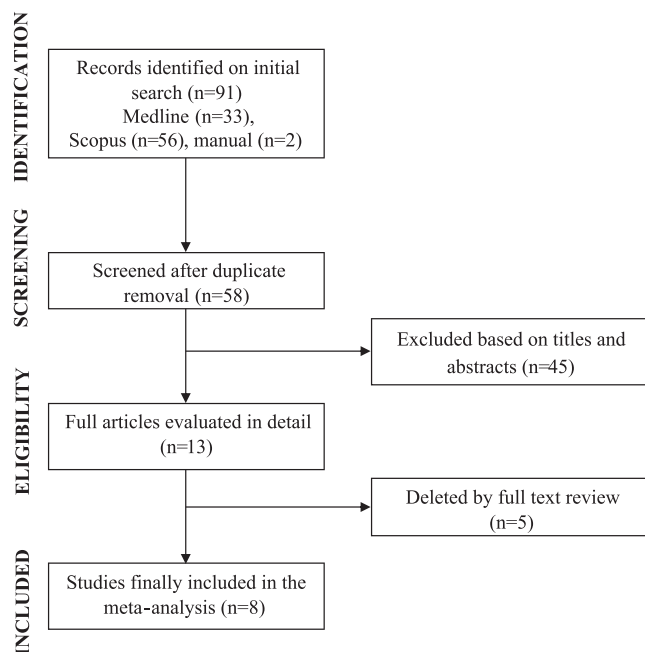 IDENTIFICATION
Records identified on initial
search (n=91)
Medline (n=33),
Scopus (n=56), manual (n=2)
SCREENING
Screened after duplicate
removal (n=58)
Excluded based on titles and
abstracts (n=45)
ELIGIBILITY
Full articles evaluated in detail
(n=13)
Deleted by full text review
(n=5)
INCLUDED
Studies finally included in the
meta-analysis (n=8)